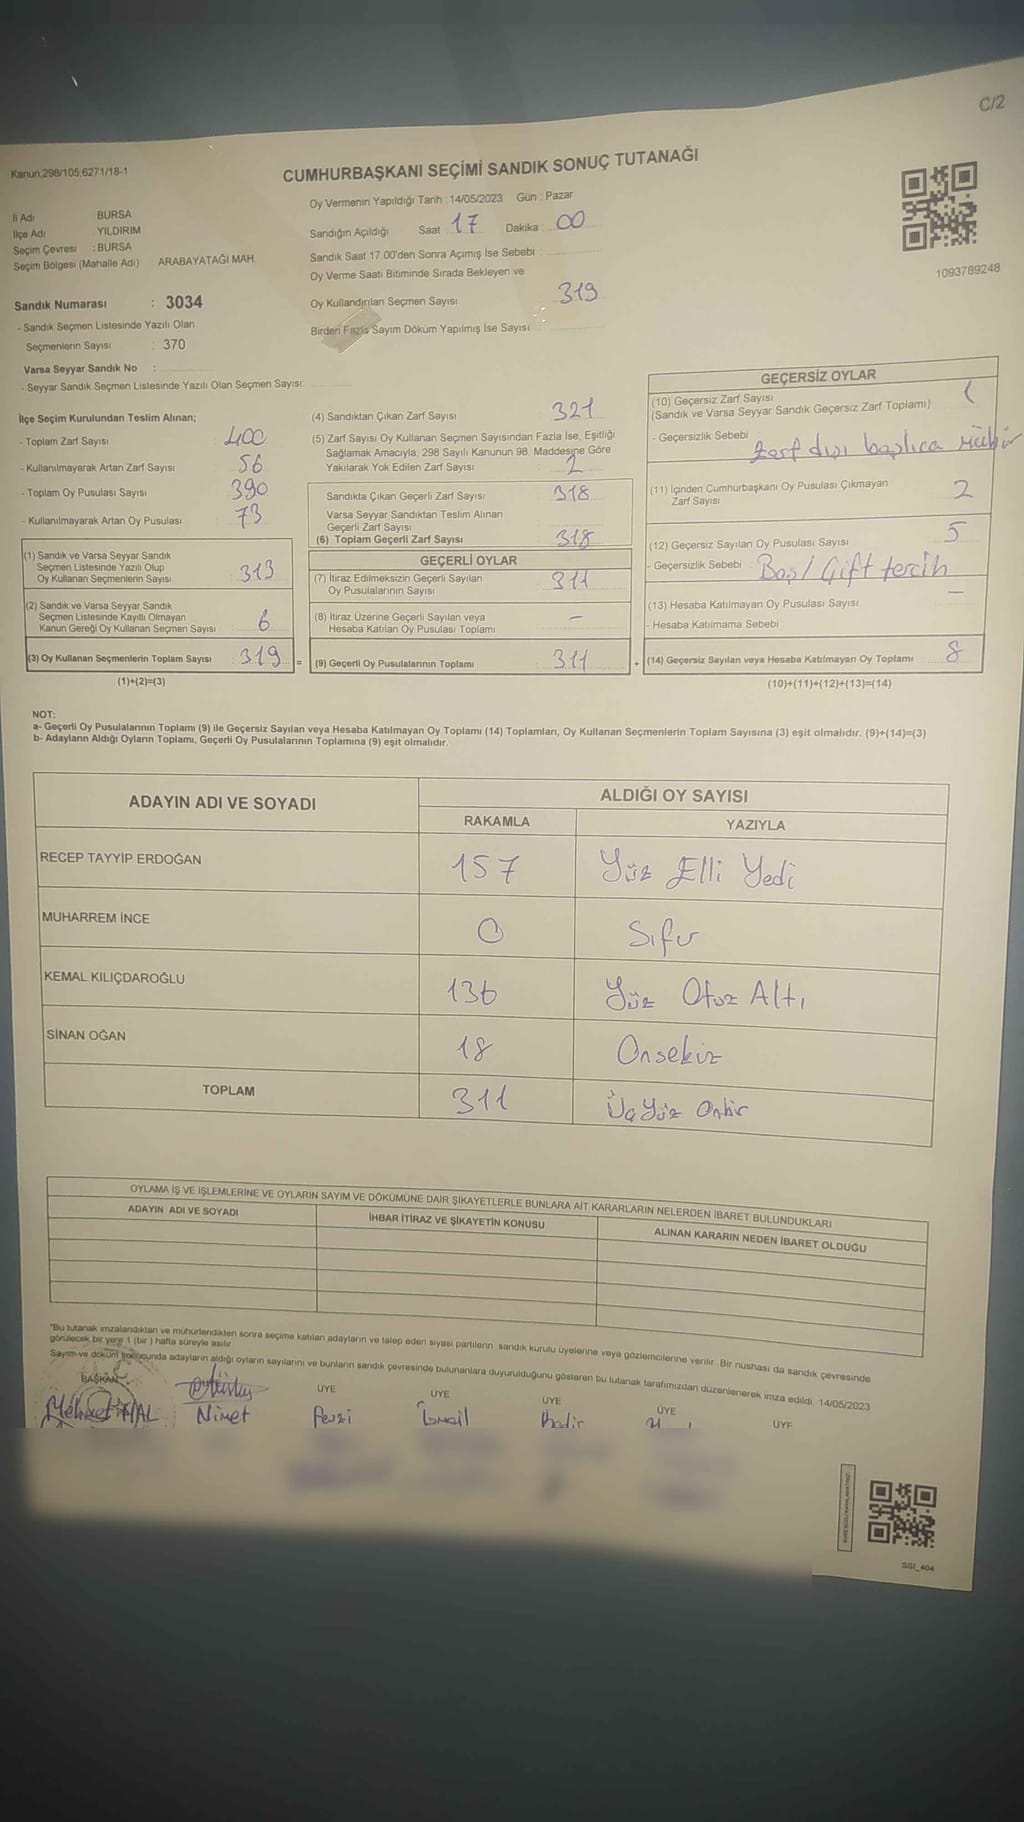 C/2
Kanun:298/105;6271/18-1
CUMHURBAŞKANI SEÇİMİ SANDIK SONUÇ TUTANAĞI
İl Adı BURSA
İlçe Adı YILDIRIM
Seçim Çevresi : BURSA
Seçim Bölgesi (Mahalle Adı) ARABAYATAĞI MAH.
Oy Vermenin Yapıldığı Tarih : 14/05/2023 Gün : Pazar
Sandığın Açıldığı Saat : 17 Dakika : 00
Sandık Saat 17:00'den Sonra Açımış İse Sebebi :
Oy Verme Saati Bitiminde Sırada Bekleyen ve
Oy Kullandırılan Seçmen Sayısı 319
Birden Fazla Sayım Döküm Yapılmış İse Sayısı
1093789248
Sandık Numarası : 3034
- Sandık Seçmen Listesinde Yazılı Olan
Seçmenlerin Sayısı : 370
Varsa Seyyar Sandık No :
- Seyyar Sandık Seçmen Listesinde Yazılı Olan Seçmen Sayısı:
İlçe Seçim Kurulundan Teslim Alınan;
- Toplam Zarf Sayısı : 400
- Kullanılmayarak Artan Zarf Sayısı : 56
- Toplam Oy Pusulası Sayısı : 390
- Kullanılmayarak Artan Oy Pusulası : 73
(1) Sandık ve Varsa Seyyar Sandık
Seçmen Listesinde Yazılı Olup
Oy Kullanan Seçmenlerin Sayısı : 313
(2) Sandık ve Varsa Seyyar Sandık
Seçmen Listesinde Kayıtlı Olmayan
Kanun Gereği Oy Kullanan Seçmen Sayısı : 6
(3) Oy Kullanan Seçmenlerin Toplam Sayısı : 319 =
(1)+(2)=(3)
(4) Sandıktan Çıkan Zarf Sayısı 321
(5) Zarf Sayısı Oy Kullanan Seçmen Sayısından Fazla İse, Eşitliği
Sağlamak Amacıyla; 298 Sayılı Kanunun 98. Maddesine Göre
Yakılarak Yok Edilen Zarf Sayısı : 2
Sandıkta Çıkan Geçerli Zarf Sayısı : 318
Varsa Seyyar Sandıktan Teslim Alınan
Geçerli Zarf Sayısı
(6) Toplam Geçerli Zarf Sayısı : 318
GEÇERLİ OYLAR
(7) İtiraz Edilmeksizin Geçerli Sayılan
Oy Pusulalarının Sayısı : 311
(8) İtiraz Üzerine Geçerli Sayılan veya
Hesaba Katılan Oy Pusulası Toplamı : -
(9) Geçerli Oy Pusulalarının Toplamı : 311 +
GEÇERSİZ OYLAR
(10) Geçersiz Zarf Sayısı
(Sandık ve Varsa Seyyar Sandık Geçersiz Zarf Toplamı) 1
- Geçersizlik Sebebi : Zarf dışı başlıca mühür
(11) İçinden Cumhurbaşkanı Oy Pusulası Çıkmayan
Zarf Sayısı 2
(12) Geçersiz Sayılan Oy Pusulası Sayısı 5
- Geçersizlik Sebebi : Boş / Çift tercih
(13) Hesaba Katılmayan Oy Pusulası Sayısı -
- Hesaba Katılmama Sebebi
(14) Geçersiz Sayılan veya Hesaba Katılmayan Oy Toplamı 8
(10)+(11)+(12)+(13)=(14)
NOT:
a- Geçerli Oy Pusulalarının Toplamı (9) ile Geçersiz Sayılan veya Hesaba Katılmayan Oy Toplamı (14) Toplamları, Oy Kullanan Seçmenlerin Toplam Sayısına (3) eşit olmalıdır. (9)+(14)=(3)
b- Adayların Aldığı Oyların Toplamı, Geçerli Oy Pusulalarının Toplamına (9) eşit olmalıdır.
ADAYIN ADI VE SOYADI ALDIĞI OY SAYISI
RAKAMLA YAZIYLA
RECEP TAYYİP ERDOĞAN 157 Yüz Elli Yedi
MUHARREM İNCE 0 Sıfır
KEMAL KILIÇDAROĞLU 136 Yüz Otuz Altı
SİNAN OĞAN 18 Onsekiz
TOPLAM 311 ÜçYüz Onbir
OYLAMA İŞ VE İŞLEMLERİNE VE OYLARIN SAYIM VE DÖKÜMÜNE DAİR ŞİKAYETLERLE BUNLARA AİT KARARLARIN NELERDEN İBARET BULUNDUKLARI
ADAYIN ADI VE SOYADI İHBAR İTİRAZ VE ŞİKAYETİN KONUSU ALINAN KARARIN NEDEN İBARET OLDUĞU
"Bu tutanak imzalandıktan ve mühürlendikten sonra seçime katılan adayların ve talep eden siyasi partilerin sandık kurulu üyelerine veya gözlemcilerine verilir. Bir nüshası da sandık çevresinde
görülecek bir yere 1 (bir ) hafta süreyle asılır.
Sayım ve döküm sonucunda adayların aldığı oyların sayılarını ve bunların sandık çevresinde bulunanlara duyurulduğunu gösteren bu tutanak tarafımızdan düzenlenerek imza edildi. 14/05/2023
BAŞKAN ÜYE ÜYE ÜYE ÜYE ÜYE
Mehmet Nimet Fevzi İsmail Kadir
SSI_404